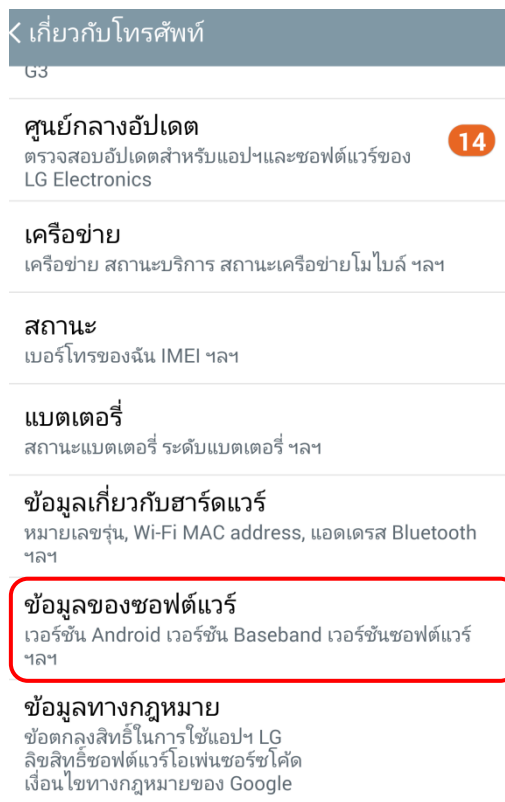 เกี่ยวกับโทรศัพท์
G3
ศูนย์กลางอัปเดต
ตรวจสอบอัปเดตสำหรับแอปฯและซอฟต์แวร์ของ
LG Electronics
14
เครือข่าย
เครือข่าย สถานะบริการ สถานะเครือข่ายโมไบล์ ฯลฯ
สถานะ
เบอร์โทรของฉัน IMEI ฯลฯ
แบตเตอรี่
สถานะแบตเตอรี่ ระดับแบตเตอรี่ ฯลฯ
ข้อมูลเกี่ยวกับฮาร์ดแวร์
หมายเลขรุ่น, Wi-Fi MAC address, แอดเดรส Bluetooth
ฯลฯ
ข้อมูลของซอฟต์แวร์
เวอร์ชัน Android เวอร์ชัน Baseband เวอร์ชันซอฟต์แวร์
ฯลฯ
ข้อมูลทางกฎหมาย
ข้อตกลงสิทธิ์ในการใช้แอปฯ LG
ลิขสิทธิ์ซอฟต์แวร์โอเพ่นซอร์ซโค้ด
เงื่อนไขทางกฎหมายของ Google